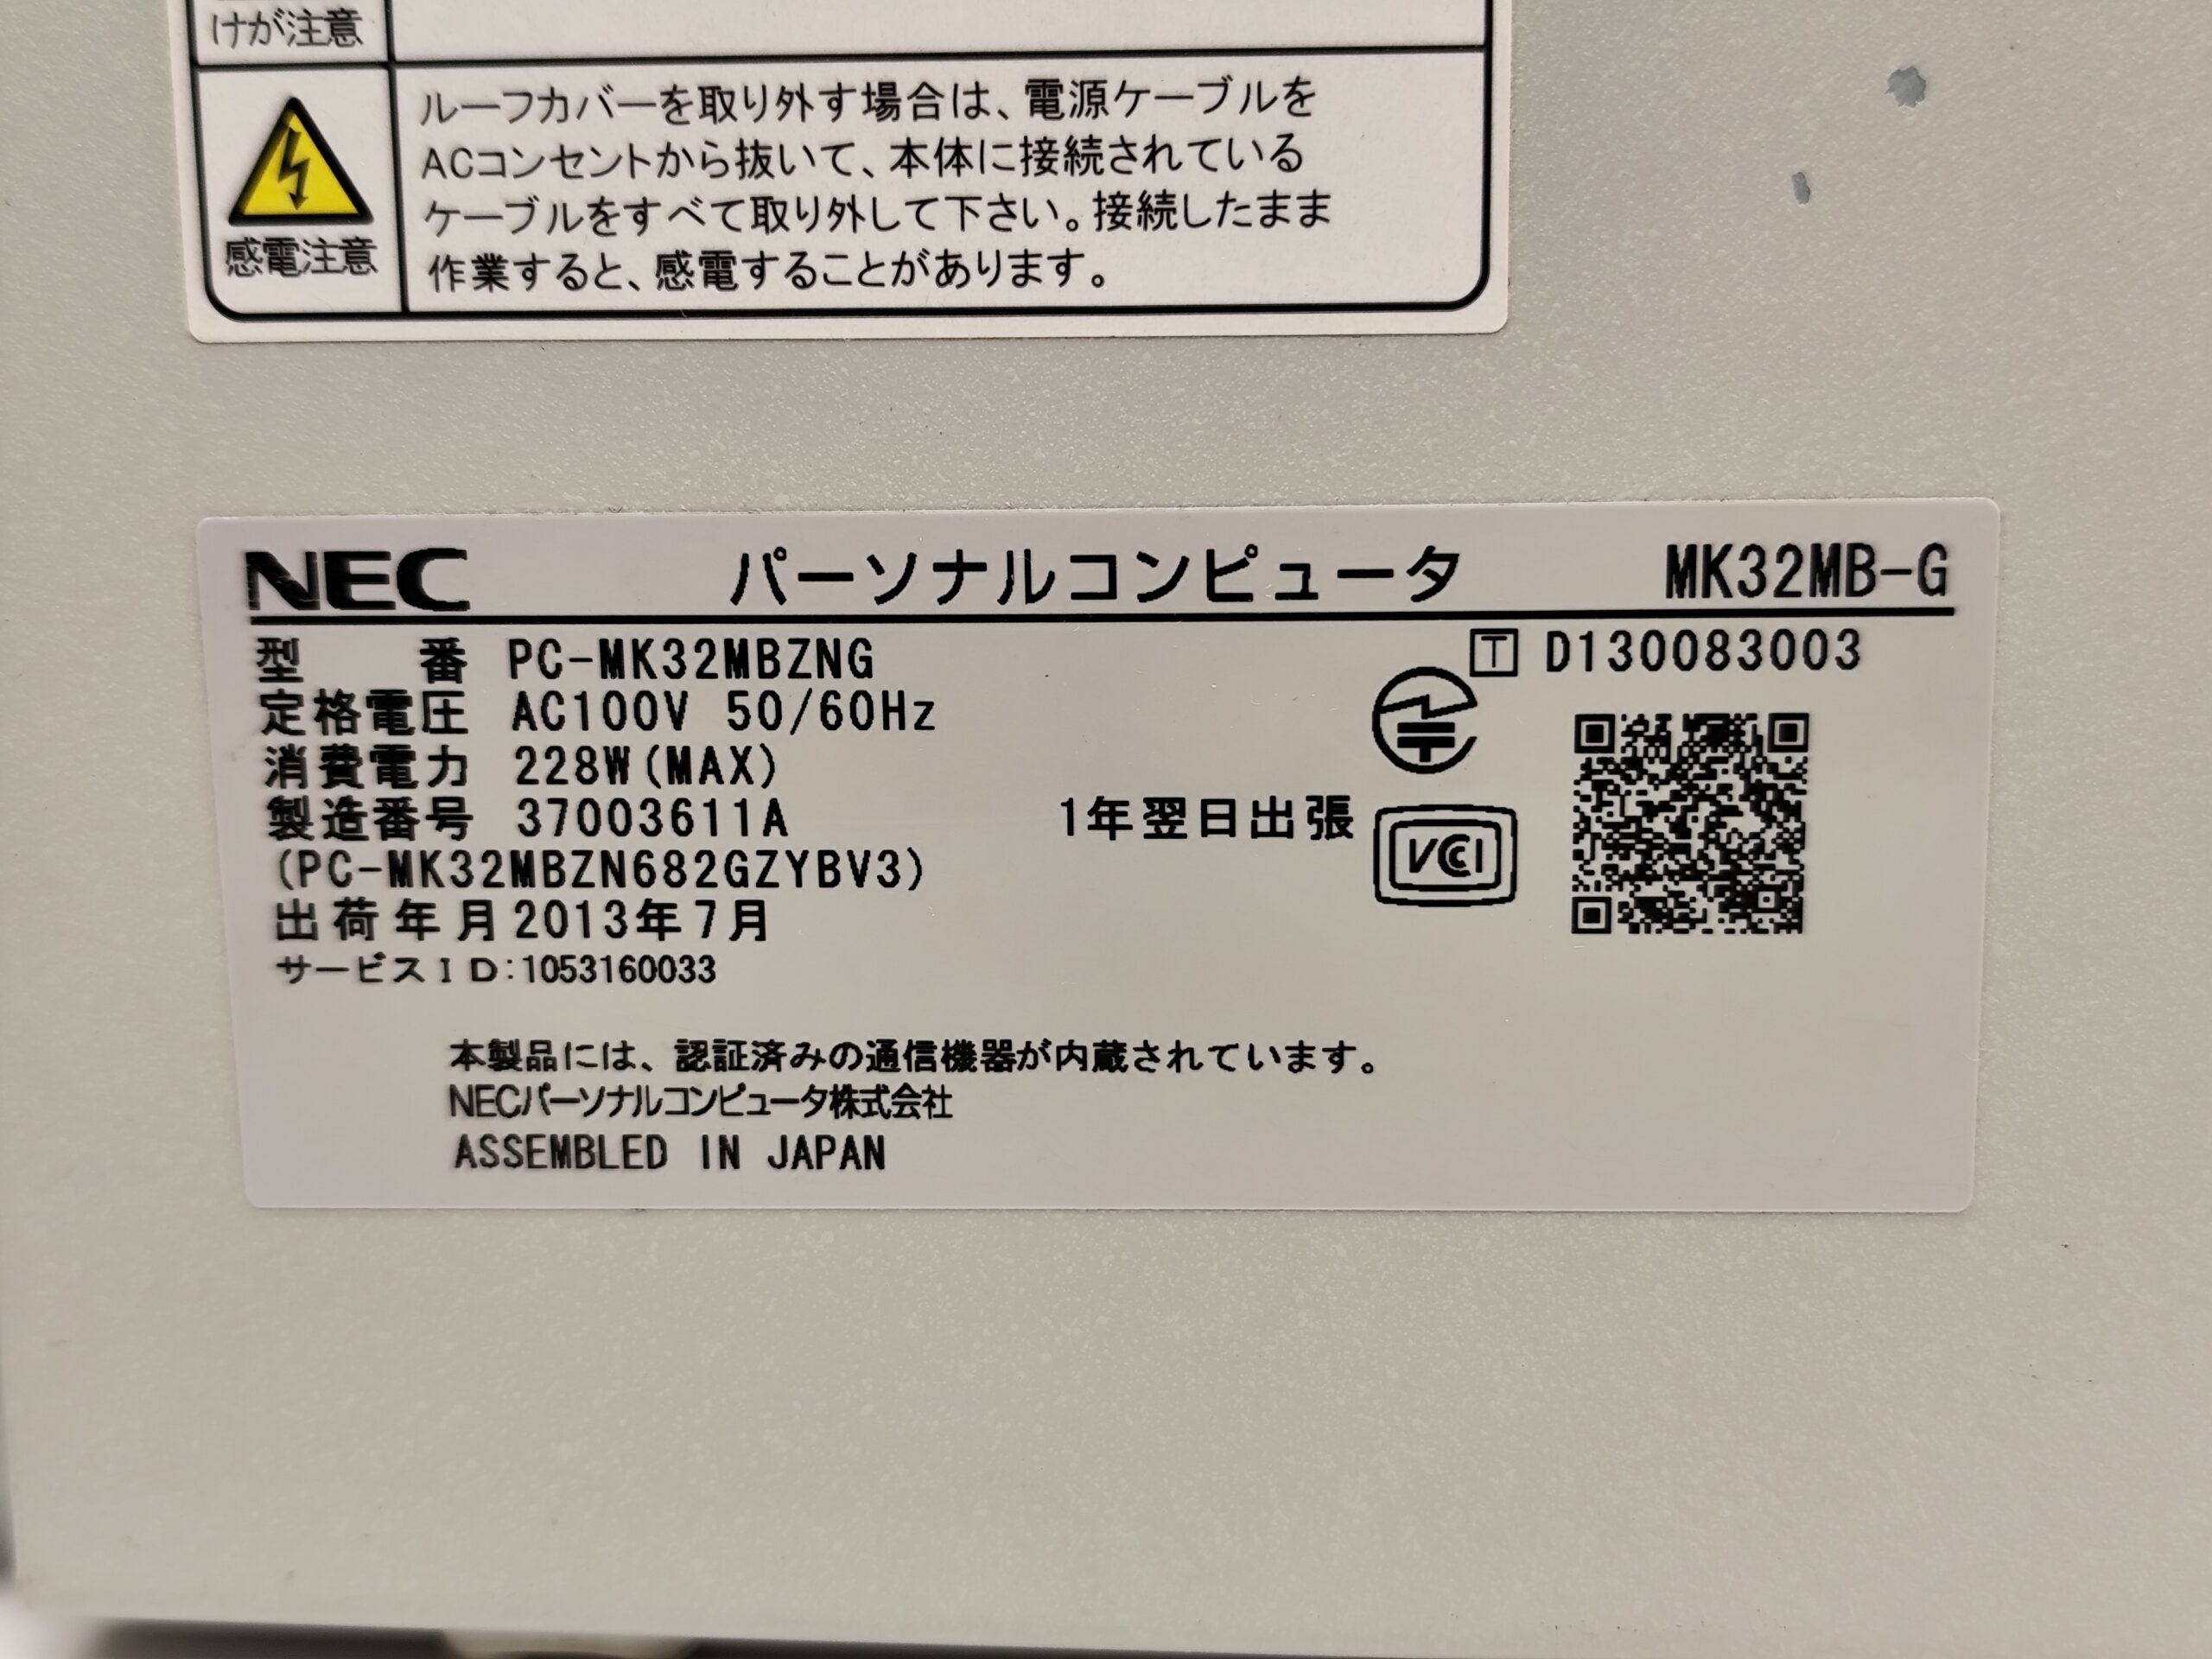 けが注意
ルーフカバーを取り外す場合は、電源ケーブルを
ACコンセントから抜いて、本体に接続されている
ケーブルをすべて取り外して下さい。接続したまま
作業すると、感電することがあります。
感電注意
NEC パーソナルコンピュータ MK32MB-G
型番 PC-MK32MBZNG
T D130083003
定格電圧 AC100V 50/60Hz
消費電力 228W(MAX)
製造番号 37003611A
1年翌日出張
VCCI
(PC-MK32MBZN682GZYBV3)
出荷年月2013年7月
サービスID:1053160033
本製品には、認証済みの通信機器が内蔵されています。
NECパーソナルコンピュータ株式会社
ASSEMBLED IN JAPAN